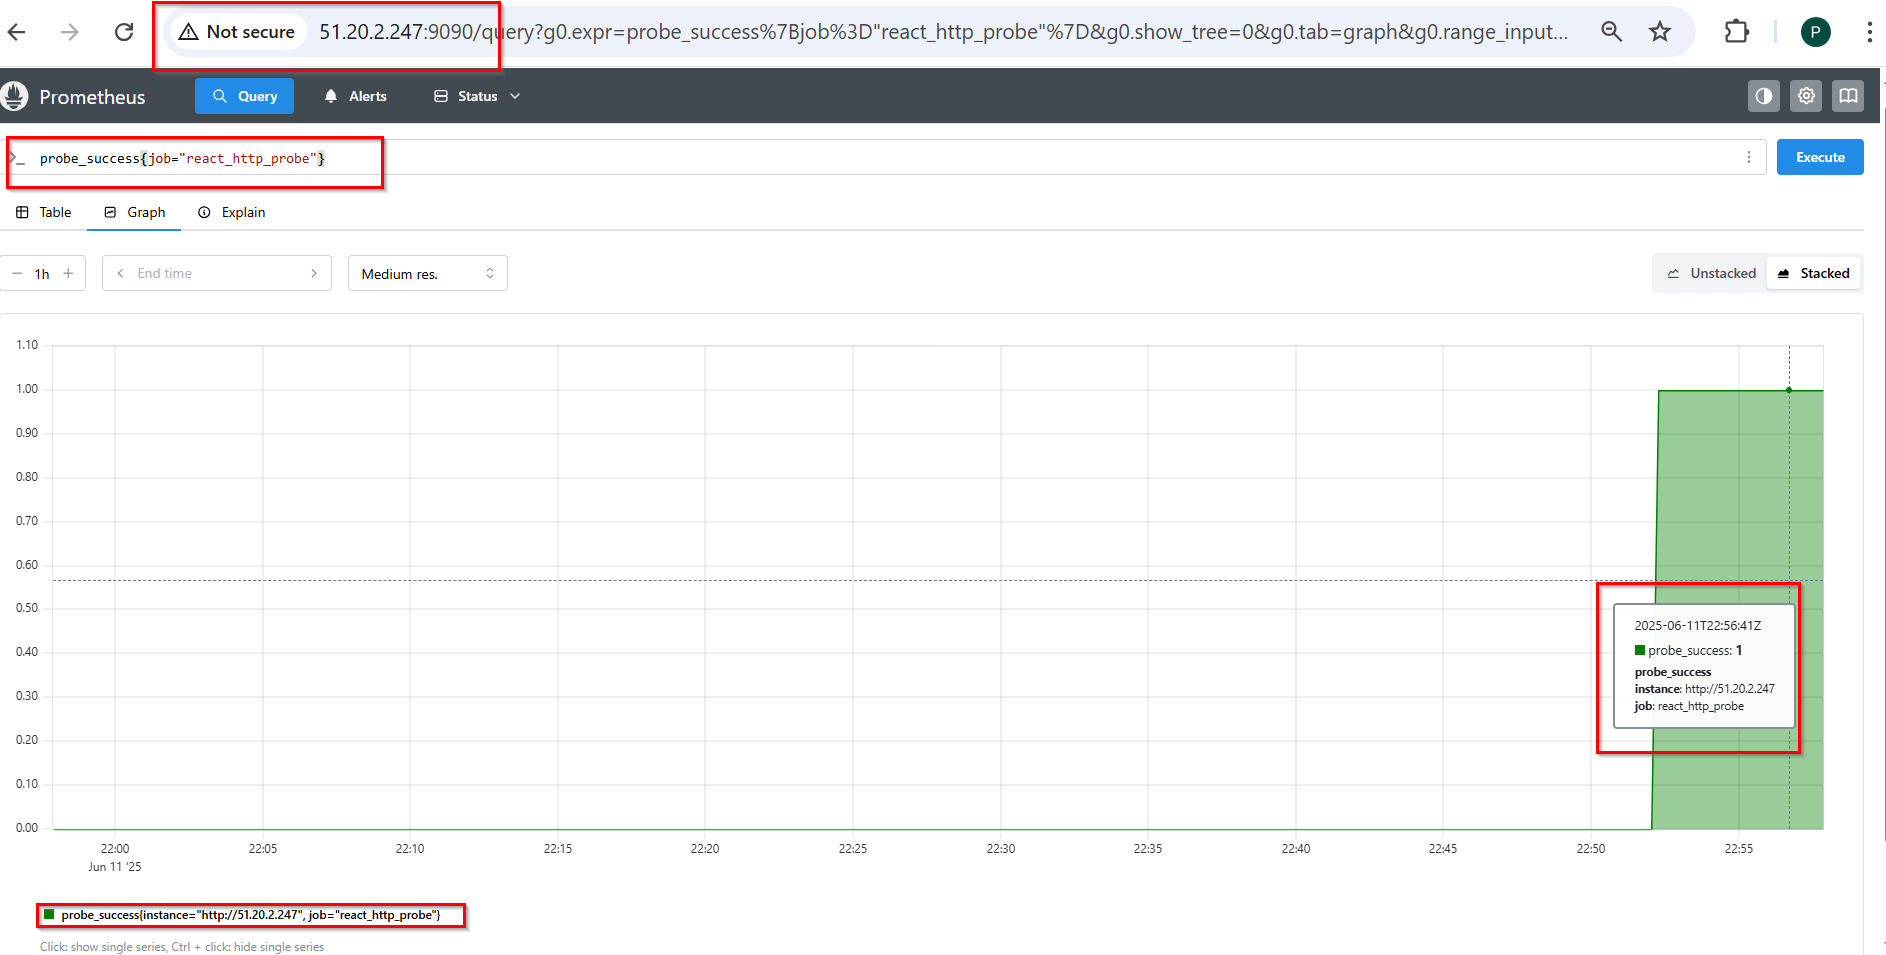 Not secure 51.20.2.247:9090/query?g0.expr=probe_success%7Bjob%3D"react_http_probe"%7D&g0.show_tree=0&g0.tab=graph&g0.range_input... P
Prometheus Query Alerts Status
probe_success{job="react_http_probe"} Execute
Table Graph Explain
1h End time Medium res. Unstacked Stacked
1.10
1.00
0.90
0.80
0.70
0.60
0.50
0.40
0.30
0.20
0.10
0.00
2025-06-11T22:56:41Z
probe_success: 1
probe_success
instance: http://51.20.2.247
job: react_http_probe
22:00 22:05 22:10 22:15 22:20 22:25 22:30 22:35 22:40 22:45 22:50 22:55
Jun 11 '25
probe_success{instance="http://51.20.2.247", job="react_http_probe"}
Click: show single series, Ctrl + click: hide single series